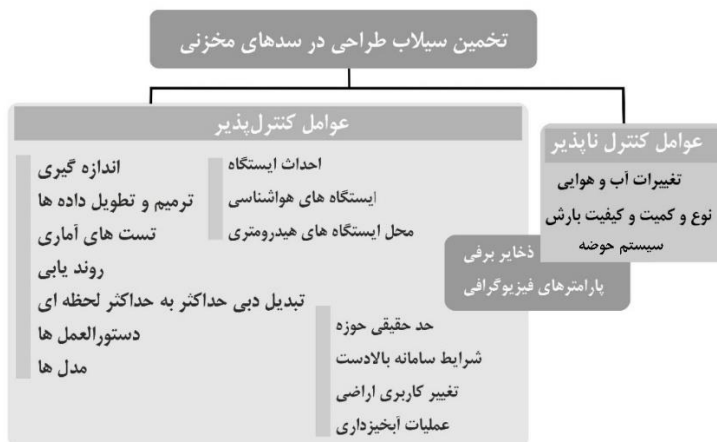 تخمین سیلاب طراحی در سدهای مخزنی
عوامل کنترل ناپذیر
تغییرات آب و هوایی
نوع و کمیت و کیفیت بارش
سیستم حوضه
ذخایر برفی
پارامترهای فیزیوگرافی
عوامل کنترل‌پذیر
احداث ایستگاه
ایستگاه های هواشناسی
محل ایستگاه های هیدرومتری
اندازه گیری
ترمیم و تطویل داده ها
تست های آماری
روند یابی
تبدیل دبی حداکثر به حداکثر لحظه ای
دستورالعمل ها
مدل ها
حد حقیقی حوزه
شرایط سامانه بالادست
تغییر کاربری اراضی
عملیات آبخیزداری